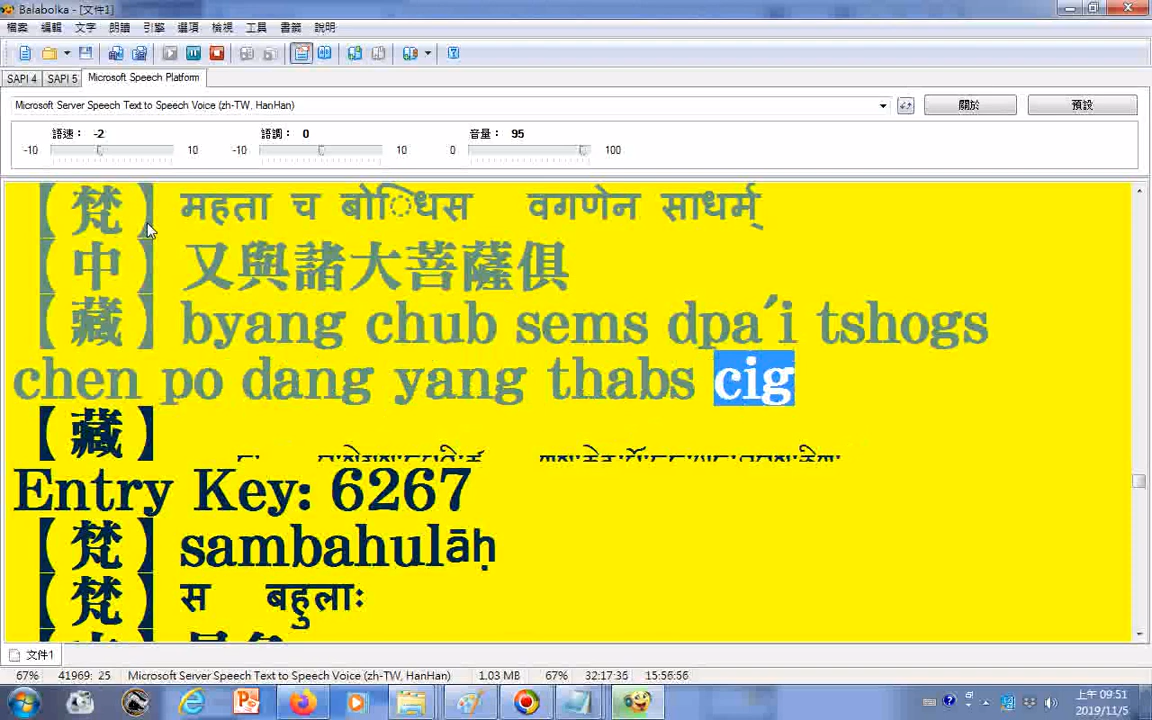 Balabolka - [文件1]
檔案 編輯 文字 朗讀 引擎 選項 檢視 工具 書籤 說明
SAPI 4 SAPI 5 Microsoft Speech Platform
Microsoft Server Speech Text to Speech Voice (zh-TW, HanHan) 關於 預設
語速： -2 語調： 0 音量： 95
-10 10 -10 10 0 100
【梵】 महता च बोिधस वगणेन साधर्म्
【中】 又與諸大菩薩俱
【藏】 byang chub sems dpa'i tshogs
chen po dang yang thabs cig
【藏】
Entry Key: 6267
【梵】 sambahulāḥ
【梵】 स बहुलाः
文件1
67% 41969: 25 Microsoft Server Speech Text to Speech Voice (zh-TW, HanHan) 1.03 MB 67% 32:17:35 15:56:56
上午 09:51
2019/11/5